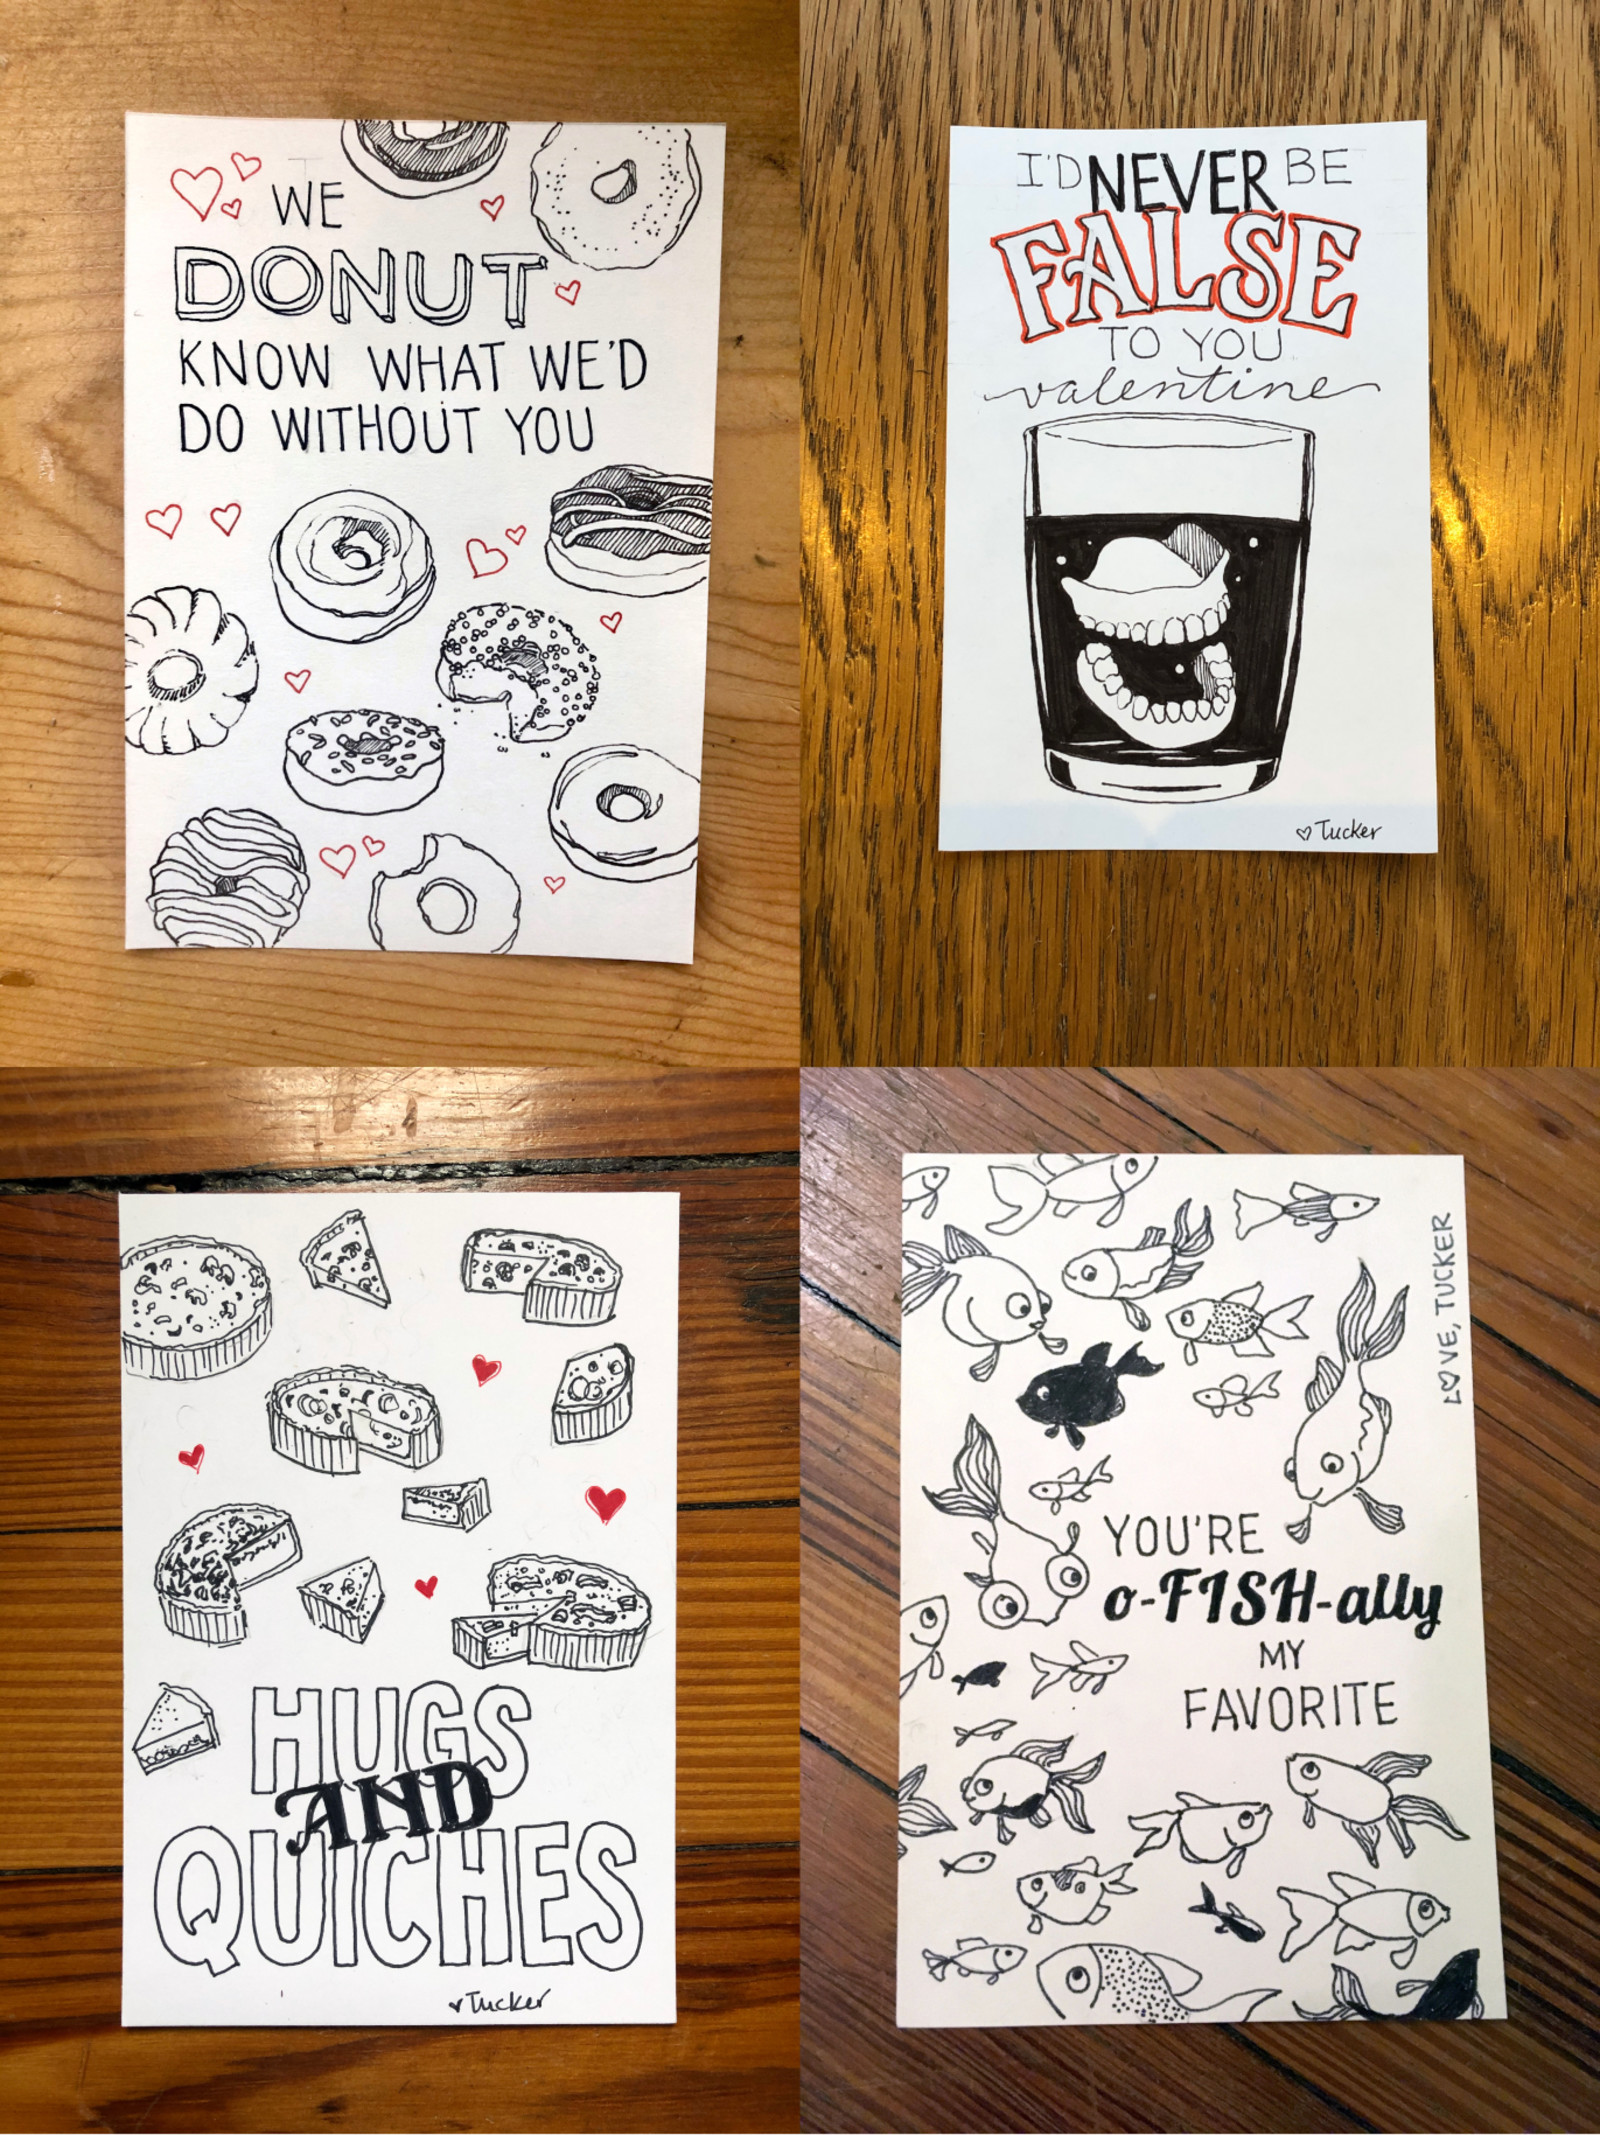 WE
DONUT
KNOW WHAT WE'D
DO WITHOUT YOU
I'D NEVER BE
FALSE
TO YOU
valentine
♡ Tucker
HUGS
AND
QUICHES
♥ Tucker
LOVE, TUCKER
YOU'RE
o-FISH-ally
MY
FAVORITE